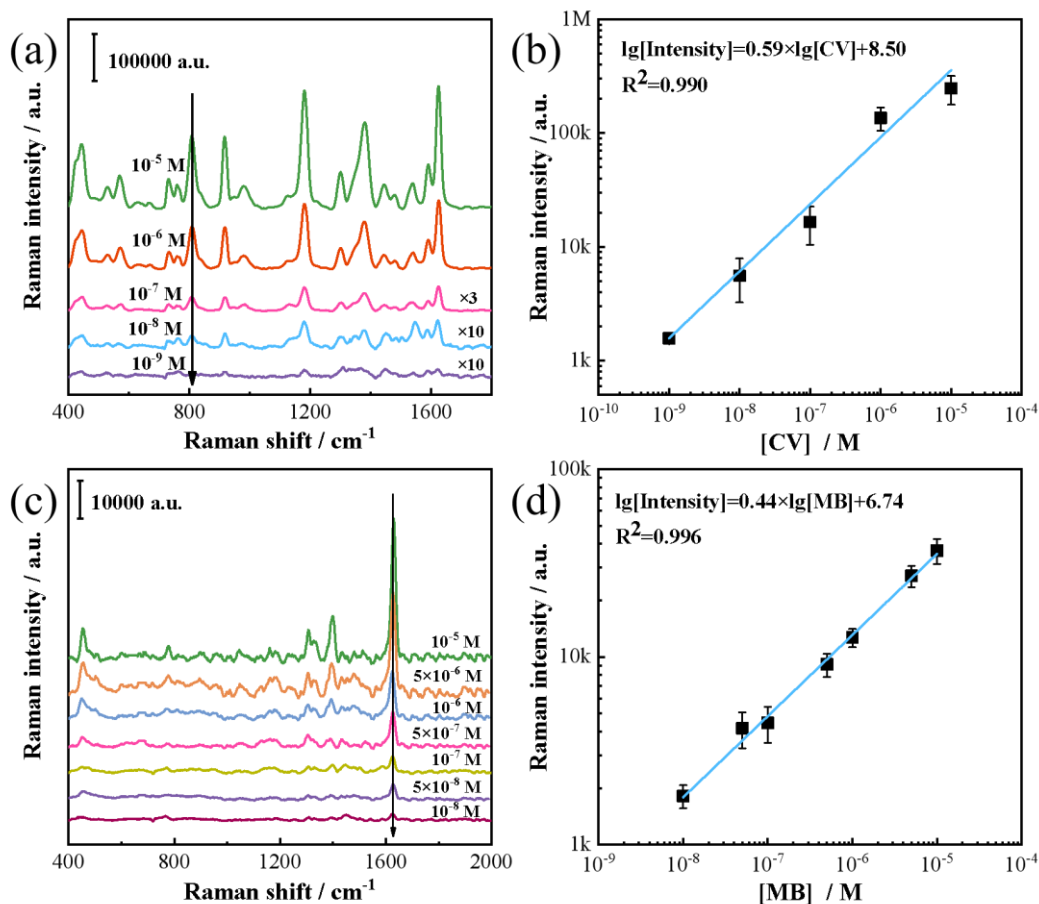 (a)
100000 a.u.
10⁻⁵ M
10⁻⁶ M
10⁻⁷ M
×3
10⁻⁸ M
×10
10⁻⁹ M
×10
400 800 1200 1600
Raman shift / cm⁻¹
Raman intensity / a.u.
(b)
lg[Intensity]=0.59×lg[CV]+8.50
R²=0.990
1M
100k
10k
1k
10⁻¹⁰ 10⁻⁹ 10⁻⁸ 10⁻⁷ 10⁻⁶ 10⁻⁵ 10⁻⁴
[CV] / M
Raman intensity / a.u.
(c)
10000 a.u.
10⁻⁵ M
5×10⁻⁶ M
10⁻⁶ M
5×10⁻⁷ M
10⁻⁷ M
5×10⁻⁸ M
10⁻⁸ M
400 800 1200 1600 2000
Raman shift / cm⁻¹
Raman intensity / a.u.
(d)
lg[Intensity]=0.44×lg[MB]+6.74
R²=0.996
100k
10k
1k
10⁻⁹ 10⁻⁸ 10⁻⁷ 10⁻⁶ 10⁻⁵ 10⁻⁴
[MB] / M
Raman intensity / a.u.